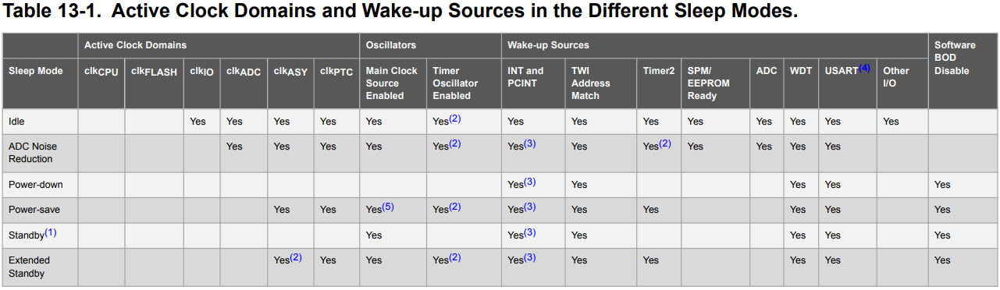 Table 13-1. Active Clock Domains and Wake-up Sources in the Different Sleep Modes.
Active Clock Domains Oscillators Wake-up Sources Software BOD Disable
Sleep Mode clkCPU clkFLASH clkIO clkADC clkASY clkPTC Main Clock Source Enabled Timer Oscillator Enabled INT and PCINT TWI Address Match Timer2 SPM/ EEPROM Ready ADC WDT USART(4) Other I/O
Idle Yes Yes Yes Yes Yes Yes(2) Yes Yes Yes Yes Yes Yes Yes Yes
ADC Noise Reduction Yes Yes Yes Yes Yes(2) Yes(3) Yes Yes(2) Yes Yes Yes Yes
Power-down Yes(3) Yes Yes Yes Yes
Power-save Yes Yes Yes(5) Yes(2) Yes(3) Yes Yes Yes Yes Yes
Standby(1) Yes Yes(3) Yes Yes Yes Yes
Extended Standby Yes(2) Yes Yes Yes(2) Yes(3) Yes Yes Yes Yes Yes